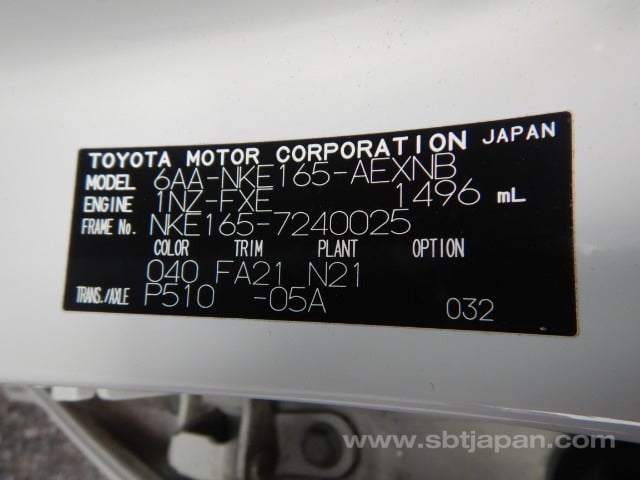 TOYOTA MOTOR CORPORATION JAPAN
MODEL 6AA-NKE165-AEXNB
ENGINE 1NZ-FXE 1496 mL
FRAME No. NKE165-7240025
COLOR TRIM PLANT OPTION
040 FA21 N21
TRANS./AXLE P510 -05A 032
www.sbtjapan.com